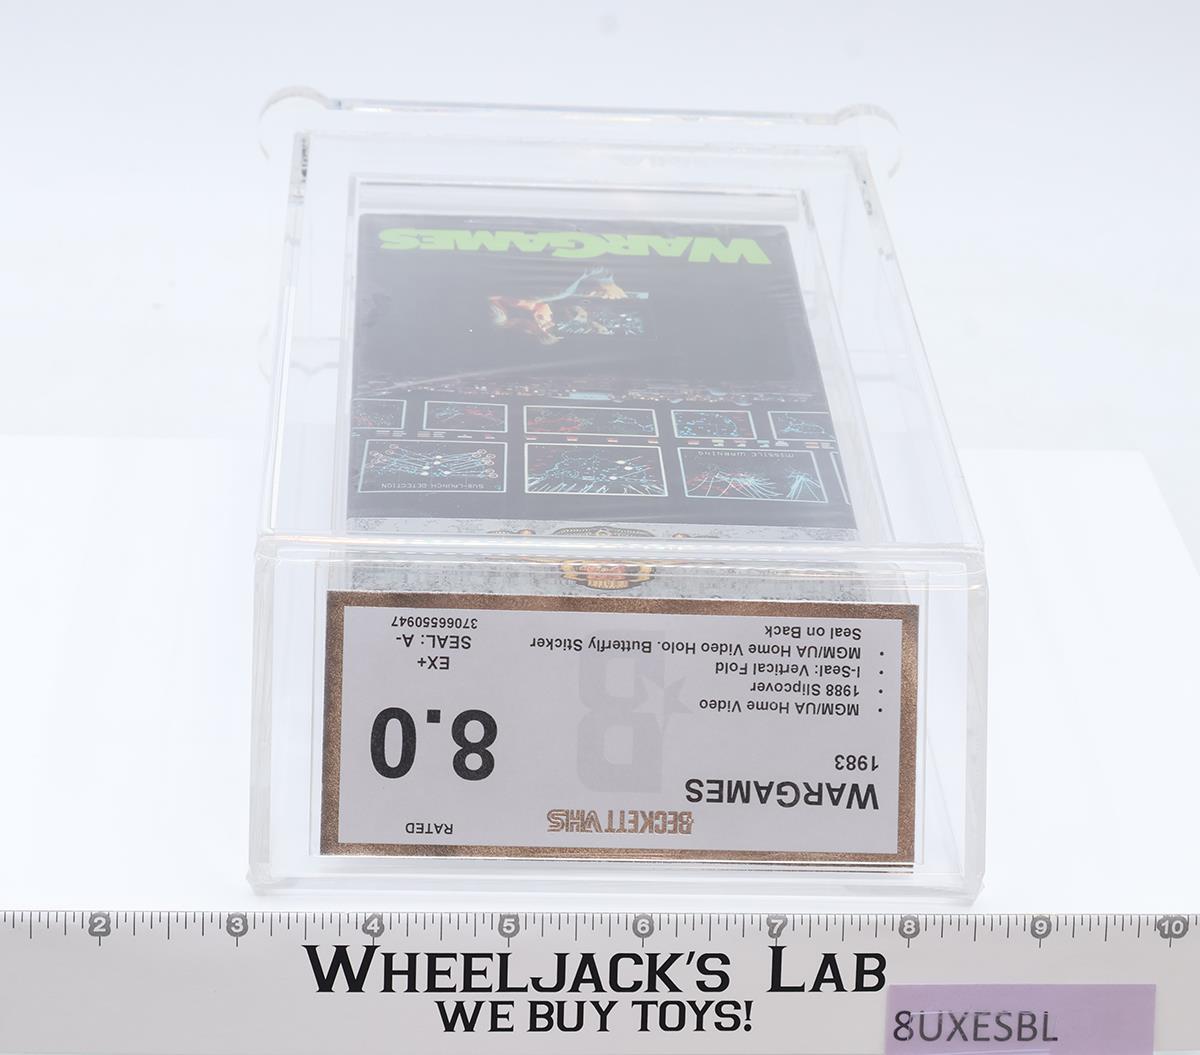 WARGAMES
MISSILE WARNING
SUB-LAUNCH DETECTION
BECKETT VHS
WARGAMES
1983
• MGM/UA Home Video
• 1988 Slipcover
• I-Seal: Vertical Fold
• MGM/UA Home Video Holo. Butterfly Sticker
Seal on Back
RATED
8.0
EX+
SEAL: A-
37066550947
2 3 4 5 6 7 8 9 10
WHEELJACK'S LAB
WE BUY TOYS!
8UXESBL